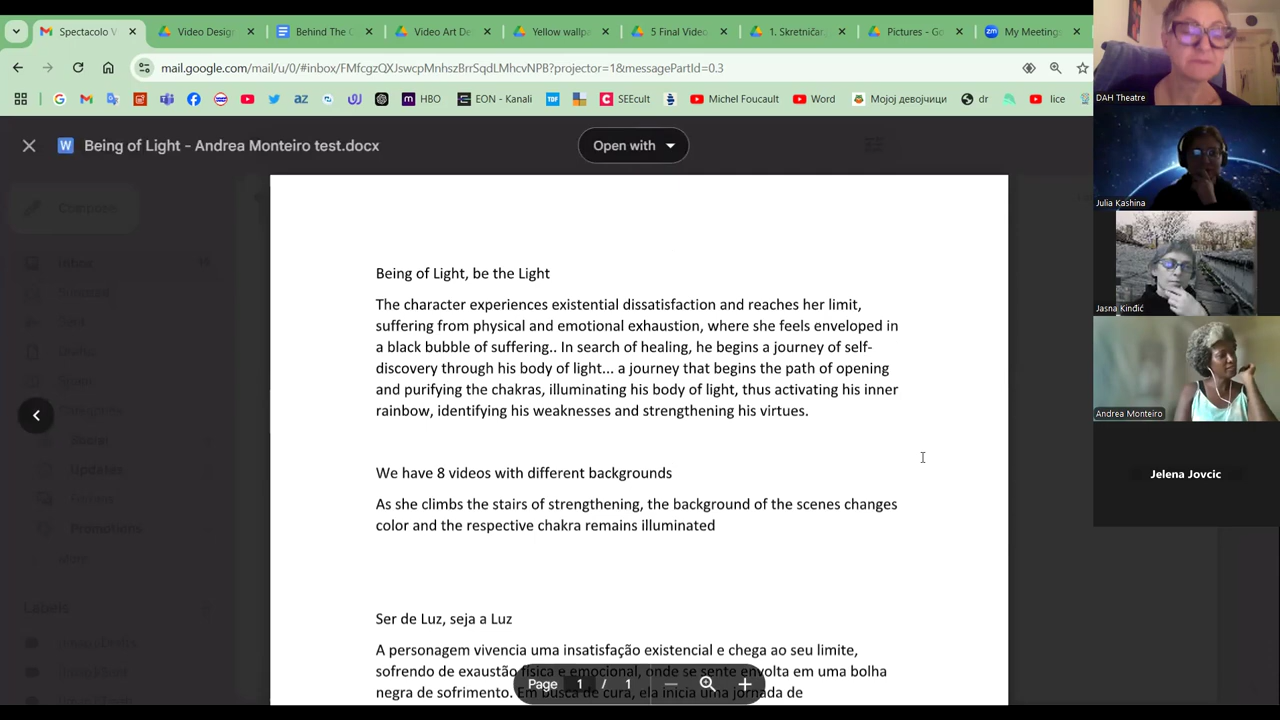 Spectacolo V
Video Desig
Behind The C
Video Art De
Yellow wallpa
5 Final Video
1. Skretničar,
Pictures - Go
My Meeting
mail.google.com/mail/u/0/#inbox/FMfcgzQXJswcpMnhszBrrSqdLMhcvNPB?projector=1&messagePartId=0.3
HBO
EON - Kanali
SEEcult
Michel Foucault
Word
Мојој девојчици
dr
lice
Being of Light - Andrea Monteiro test.docx
Open with
Compose
Inbox
Social
Updates
Promotions
More
Labels
Being of Light, be the Light
The character experiences existential dissatisfaction and reaches her limit,
suffering from physical and emotional exhaustion, where she feels enveloped in
a black bubble of suffering.. In search of healing, he begins a journey of self-
discovery through his body of light... a journey that begins the path of opening
and purifying the chakras, illuminating his body of light, thus activating his inner
rainbow, identifying his weaknesses and strengthening his virtues.
We have 8 videos with different backgrounds
As she climbs the stairs of strengthening, the background of the scenes changes
color and the respective chakra remains illuminated
Ser de Luz, seja a Luz
A personagem vivencia uma insatisfação existencial e chega ao seu limite,
sofrendo de exaustão física e emocional, onde se sente envolta em uma bolha
negra de sofrimento. Em busca de cura, ela inicia uma jornada de
Page 1 / 1
DAH Theatre
Julia Kashina
Jasna Kinđić
Andrea Monteiro
Jelena Jovcic